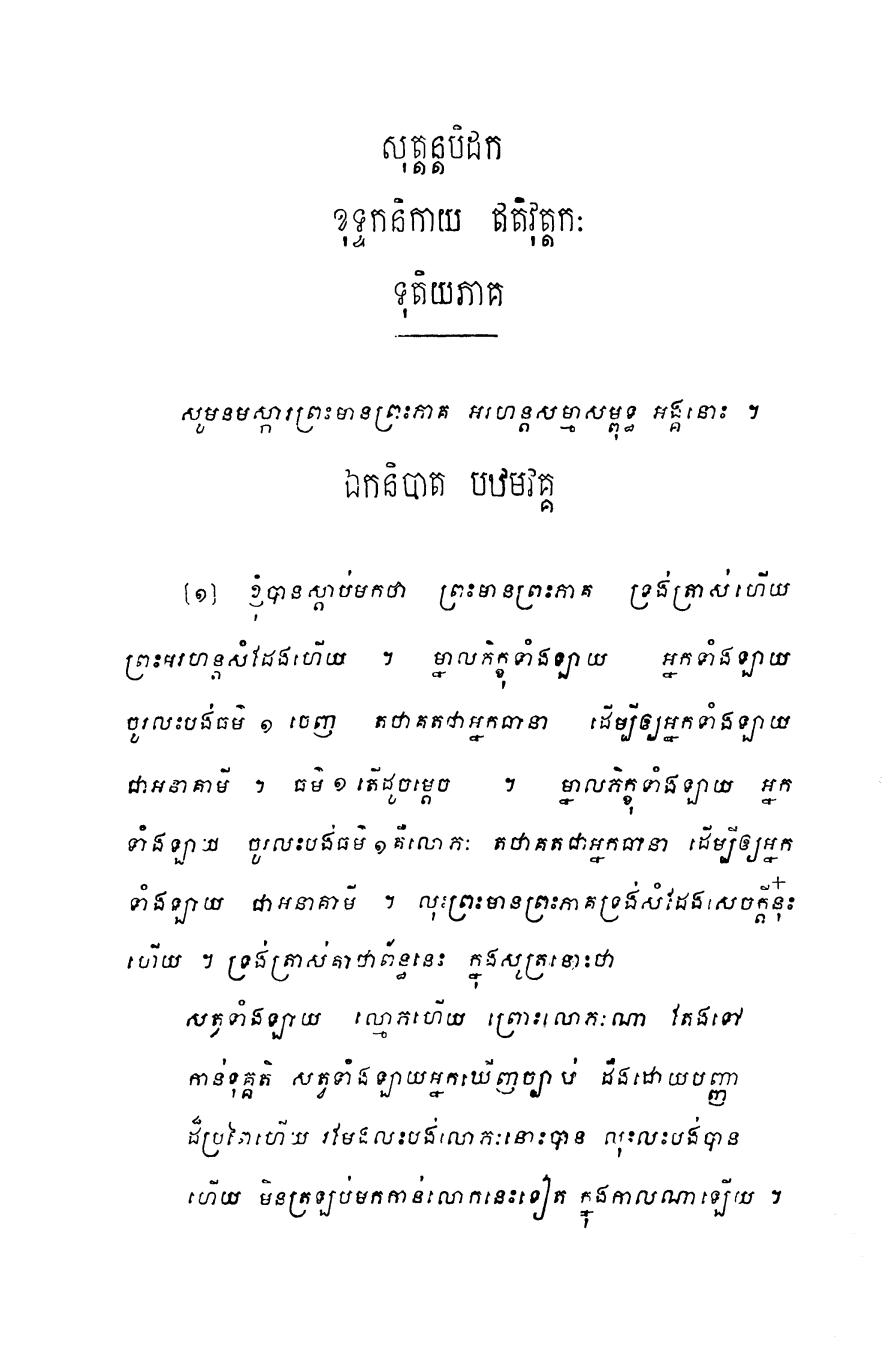 សុត្តន្តបិដក
ខុទ្ទកនិកាយ ឥតិវុត្តកៈ
ទុតិយភាគ
សូមនមស្ការព្រះមានព្រះភាគ អរហន្តសម្មាសម្ពុទ្ធ អង្គនោះ ។
ឯកនិបាត បឋមវគ្គ
[១] ខ្ញុំបានស្តាប់មកថា ព្រះមានព្រះភាគ ទ្រង់ត្រាស់ហើយ
ព្រះអរហន្តសំដែងហើយ ។ ម្នាលភិក្ខុទាំងឡាយ អ្នកទាំងឡាយ
ចូរលះបង់ធម៌ ១ ចេញ តថាគតជាអ្នកធានា ដើម្បីឲ្យអ្នកទាំងឡាយ
ជាអនាគាមី ។ ធម៌ ១ តើដូចម្តេច ។ ម្នាលភិក្ខុទាំងឡាយ អ្នក
ទាំងឡាយ ចូរលះបង់ធម៌ ១ គឺលោភៈ តថាគតជាអ្នកធានា ដើម្បីឲ្យអ្នក
ទាំងឡាយ ជាអនាគាមី ។ លុះព្រះមានព្រះភាគទ្រង់សំដែងសេចក្តីនុ៎ះ
ហើយ ។ ទ្រង់ត្រាស់គាថាព័ន្ធនេះ ក្នុងសូត្រនោះថា
សត្វទាំងឡាយ ល្មោភហើយ ព្រោះលោភៈណា តែងទៅ
កាន់ទុគ្គតិ សត្វទាំងឡាយអ្នកឃើញច្បាប់ ដឹងដោយបញ្ញា
ដ៏ប្រពៃហើយ រមែងលះបង់លោភៈនោះបាន លុះលះបង់បាន
ហើយ មិនត្រឡប់មកកាន់លោកនេះទៀត ក្នុងកាលណាឡើយ ។